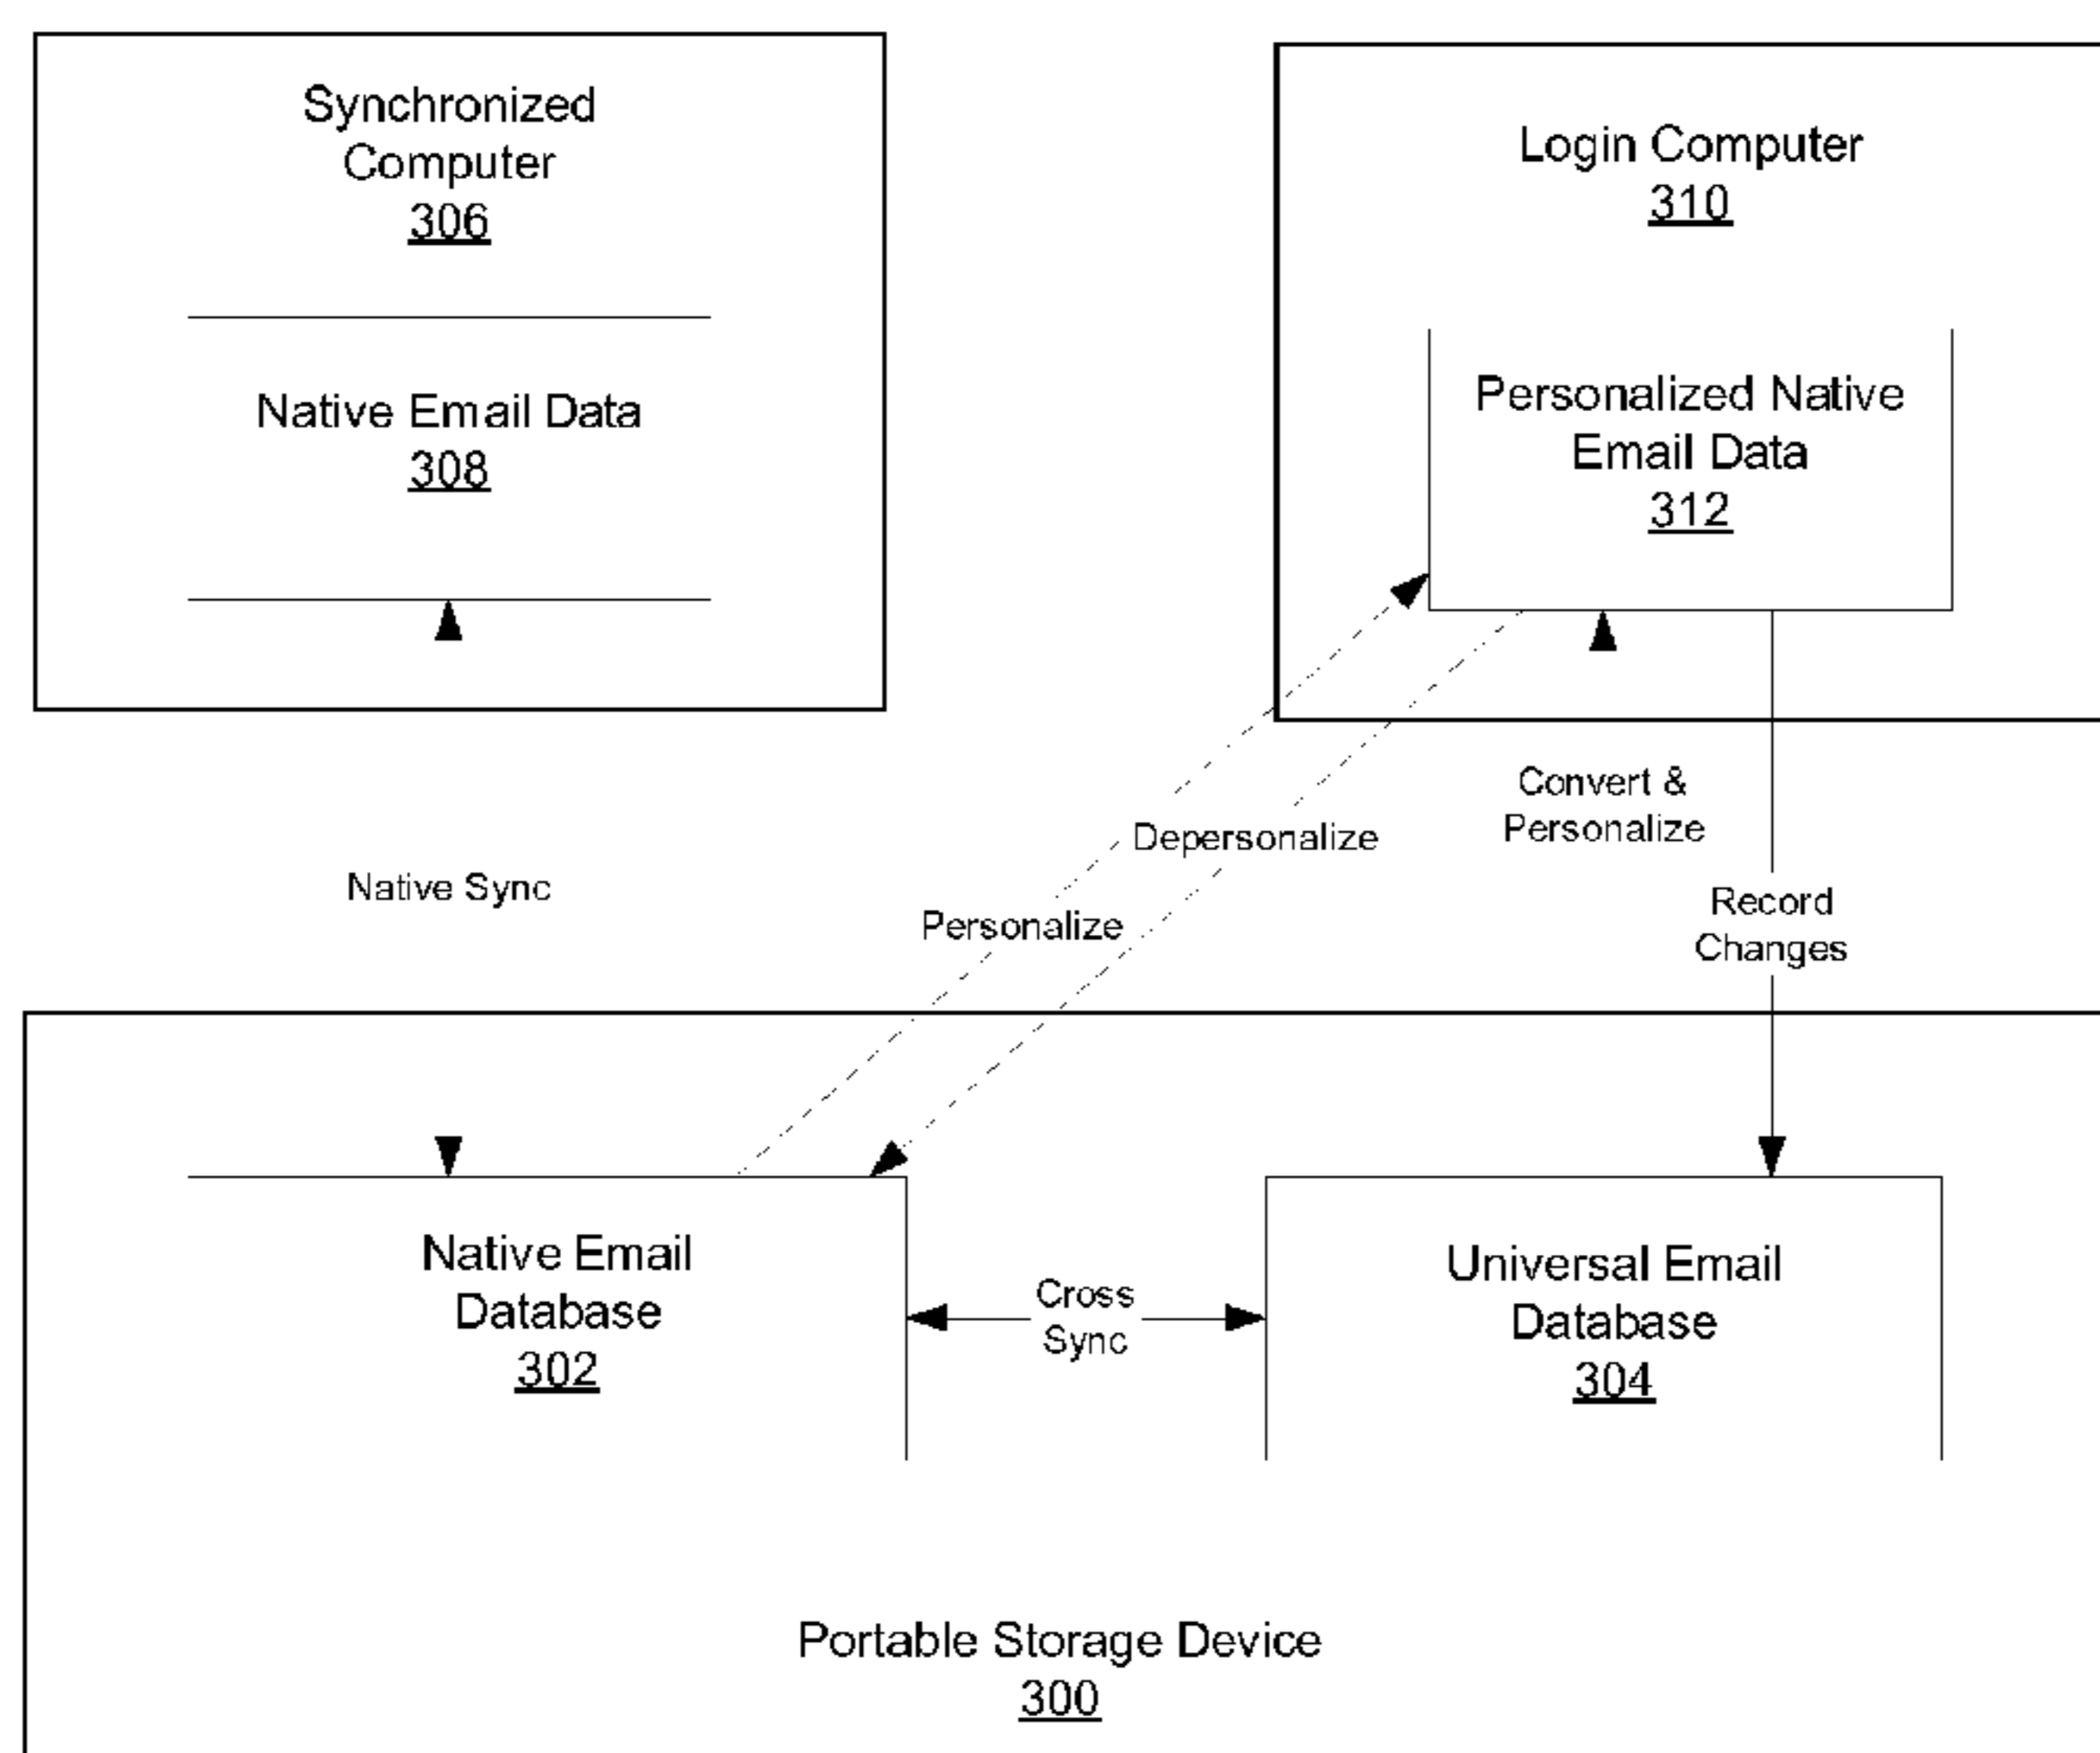 Synchronized
Computer
306
Native Email Data
308
Login Computer
310
Personalized Native
Email Data
312
Native Sync
Personalize
Depersonalize
Convert &
Personalize
Record
Changes
Native Email
Database
302
Cross
Sync
Universal Email
Database
304
Portable Storage Device
300